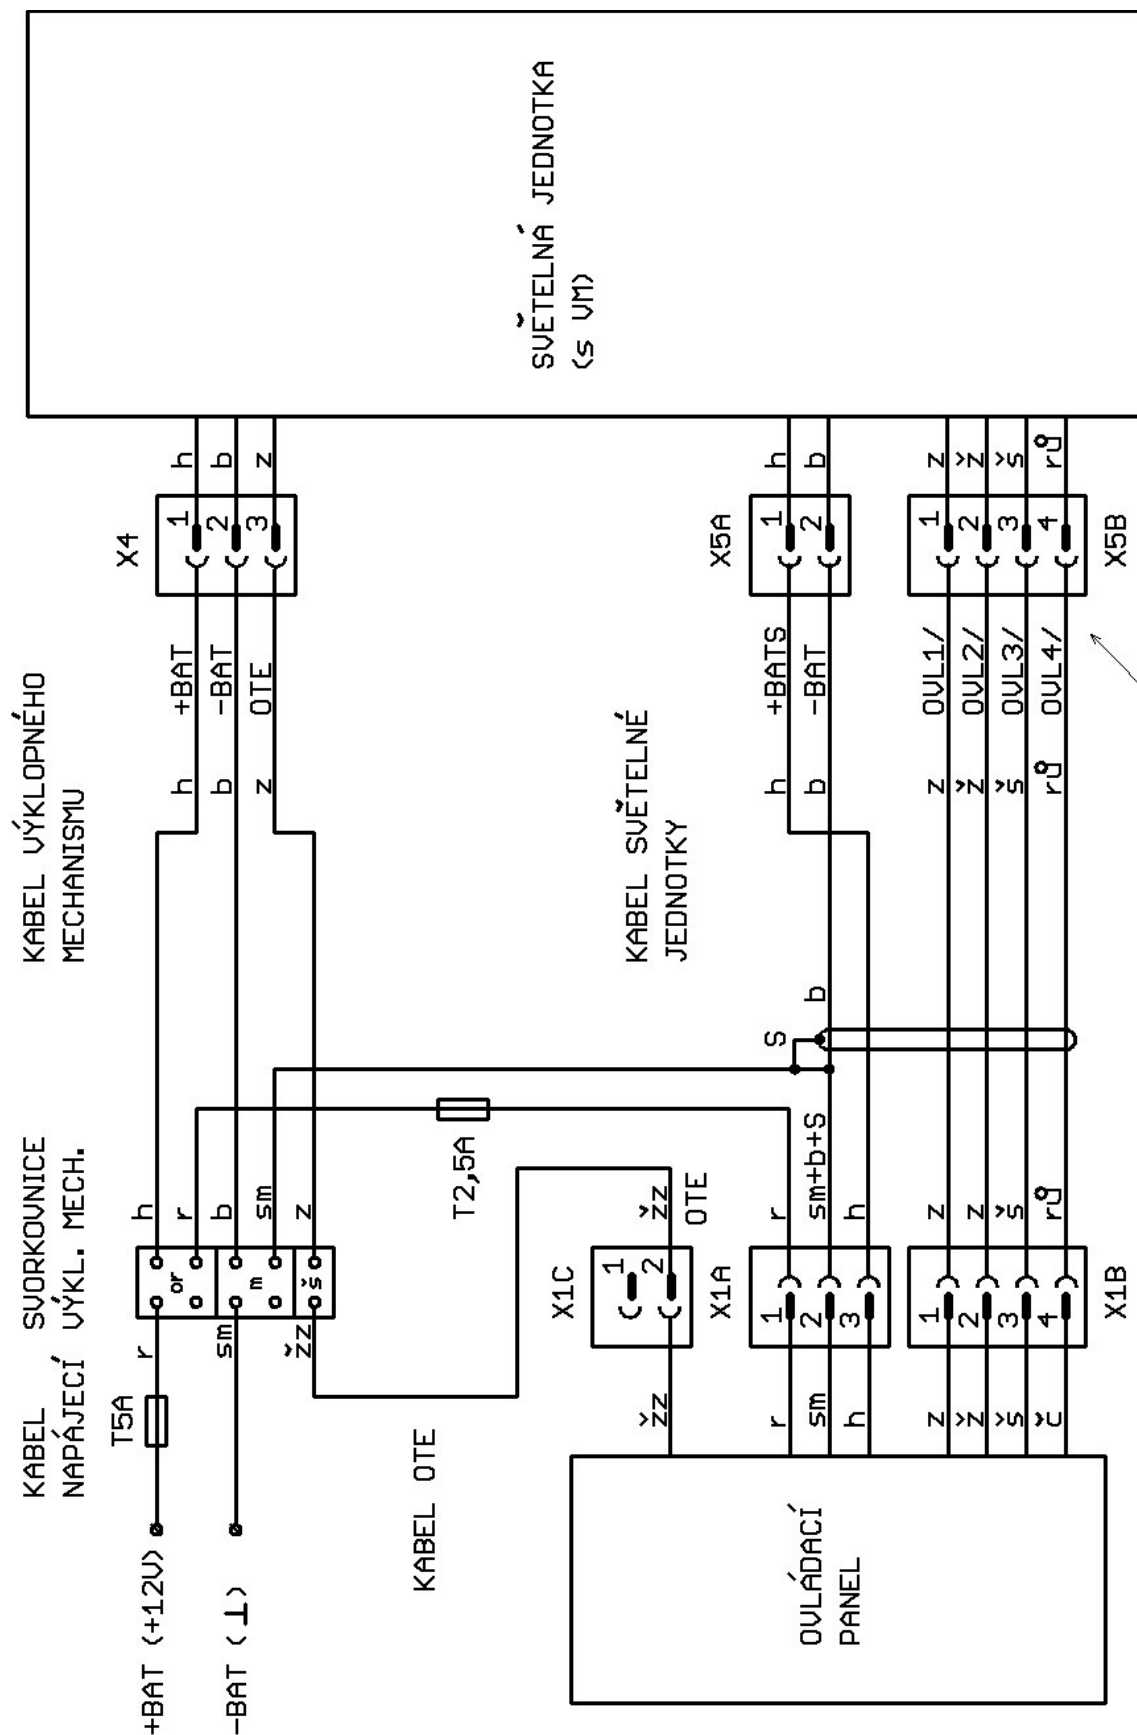 KABEL SVORKOVNICE KABEL VÝKLOPNÉHO
NAPÁJECÍ VÝKL. MECH. MECHANISMU
T5A X4
+BAT (+12V) r h
or r h +BAT h 1
-BAT (⊥) sm b b -BAT b 2
m sm z OTE z 3
žz š z
KABEL OTE
T2,5A
SVĚTELNÁ JEDNOTKA
(s VM)
X1C
1
KABEL SVĚTELNÉ
JEDNOTKY
žz 2 žz
OTE
X1A X5A
r 1 r S h +BATS h 1
sm 2 sm+b+S b b -BAT b 2
OVLÁDACÍ
PANEL
h 3 h
z 1 z z OVL1/ z 1
ž 2 z ž OVL2/ ž 2
š 3 š š OVL3/ š 3
č 4 rů rů OVL4/ rů 4
X1B X5B